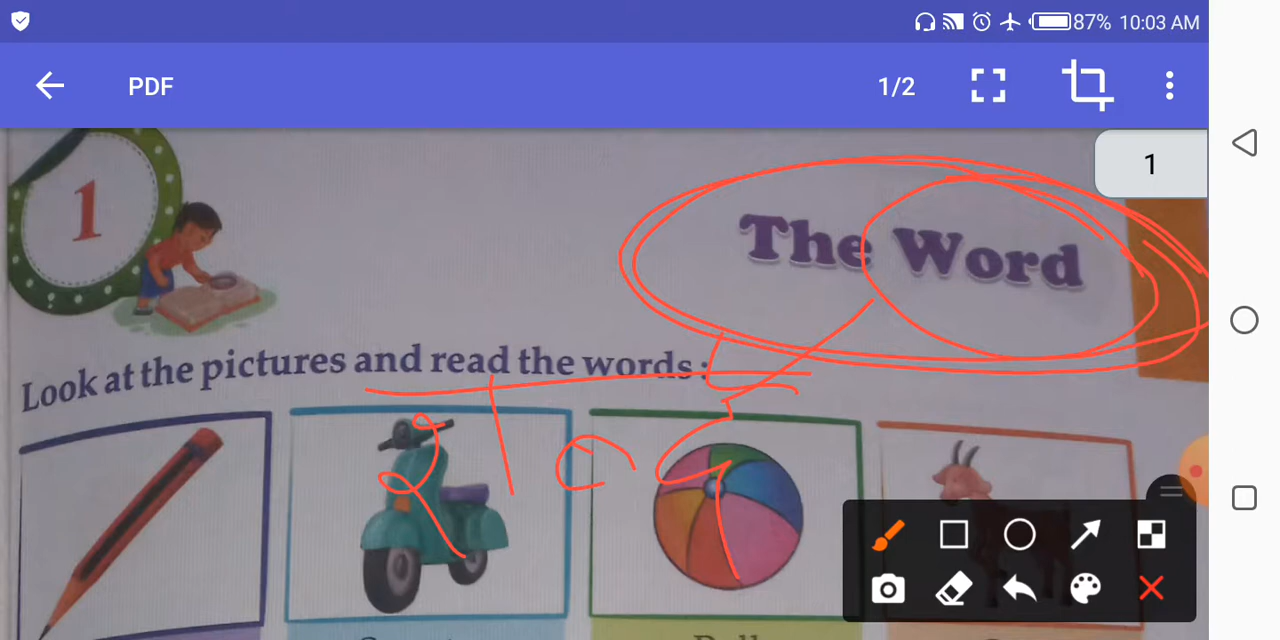 87% 10:03 AM
PDF 1/2
1
1
The Word
Look at the pictures and read the words :